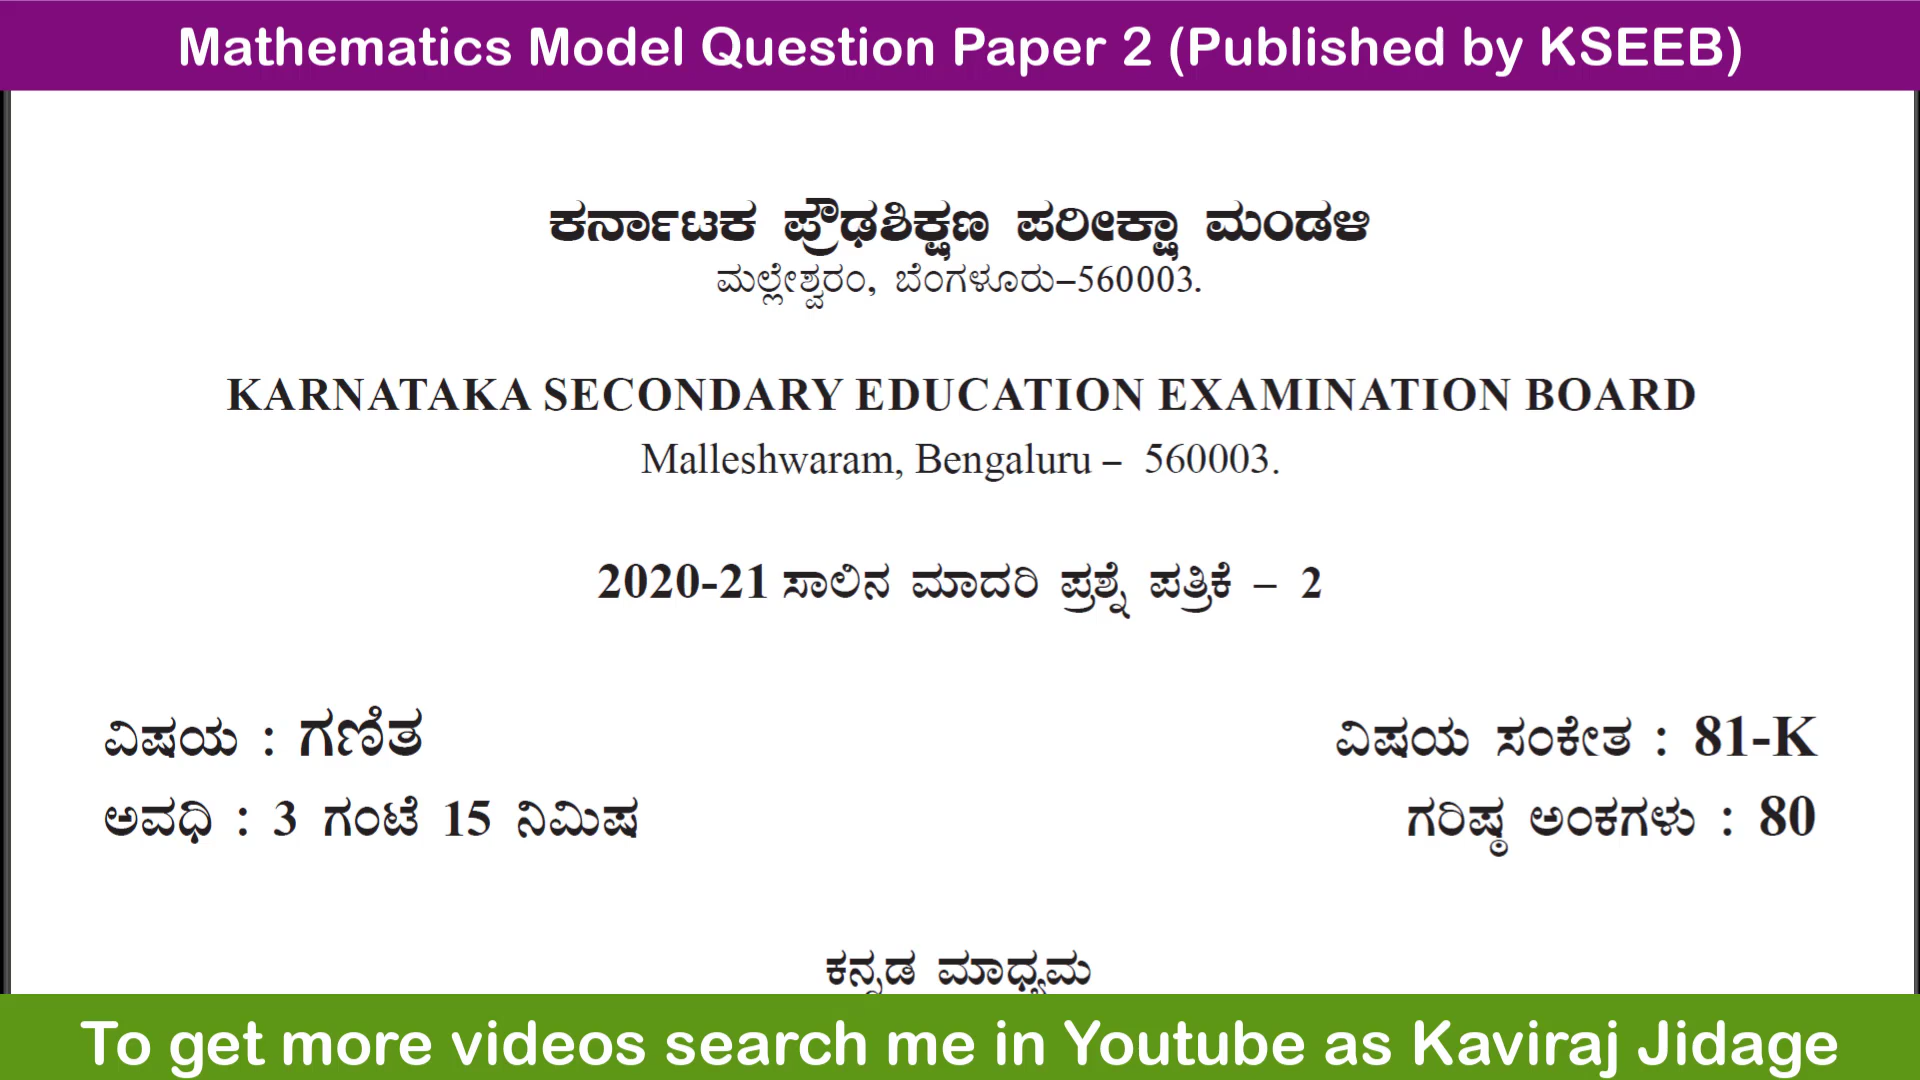 Mathematics Model Question Paper 2 (Published by KSEEB)
ಕರ್ನಾಟಕ ಪ್ರೌಢಶಿಕ್ಷಣ ಪರೀಕ್ಷಾ ಮಂಡಳಿ
ಮಲ್ಲೇಶ್ವರಂ, ಬೆಂಗಳೂರು–560003.
KARNATAKA SECONDARY EDUCATION EXAMINATION BOARD
Malleshwaram, Bengaluru – 560003.
2020-21 ಸಾಲಿನ ಮಾದರಿ ಪ್ರಶ್ನೆ ಪತ್ರಿಕೆ – 2
ವಿಷಯ : ಗಣಿತ ವಿಷಯ ಸಂಕೇತ : 81-K
ಅವಧಿ : 3 ಗಂಟೆ 15 ನಿಮಿಷ ಗರಿಷ್ಠ ಅಂಕಗಳು : 80
ಕನ್ನಡ ಮಾಧ್ಯಮ
To get more videos search me in Youtube as Kaviraj Jidage